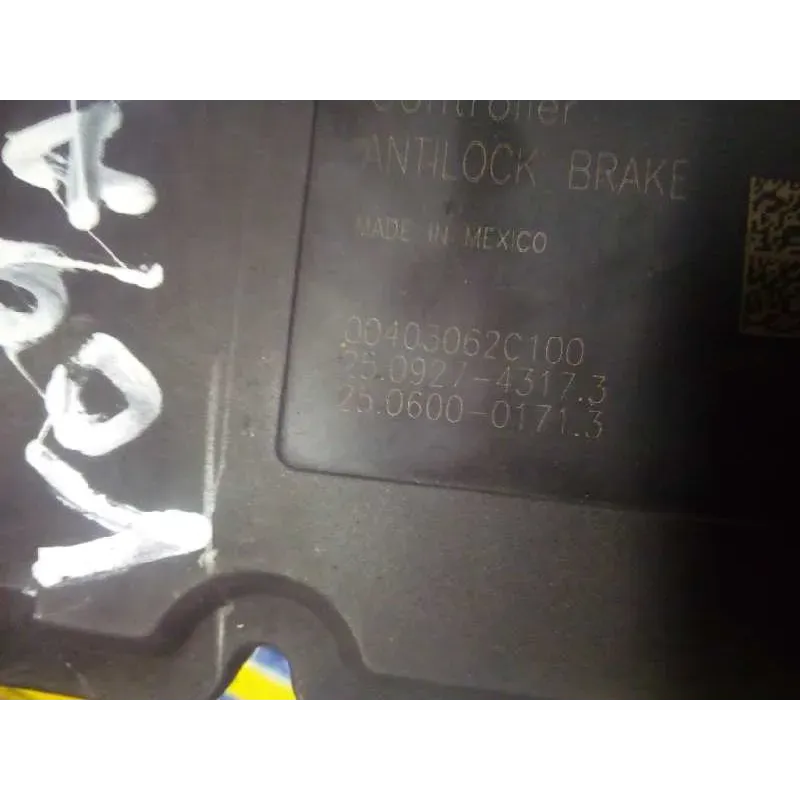 Controller
ANTILOCK BRAKE
MADE IN MEXICO
00403062C100
25.0927-4317.3
25.0600-0171.3